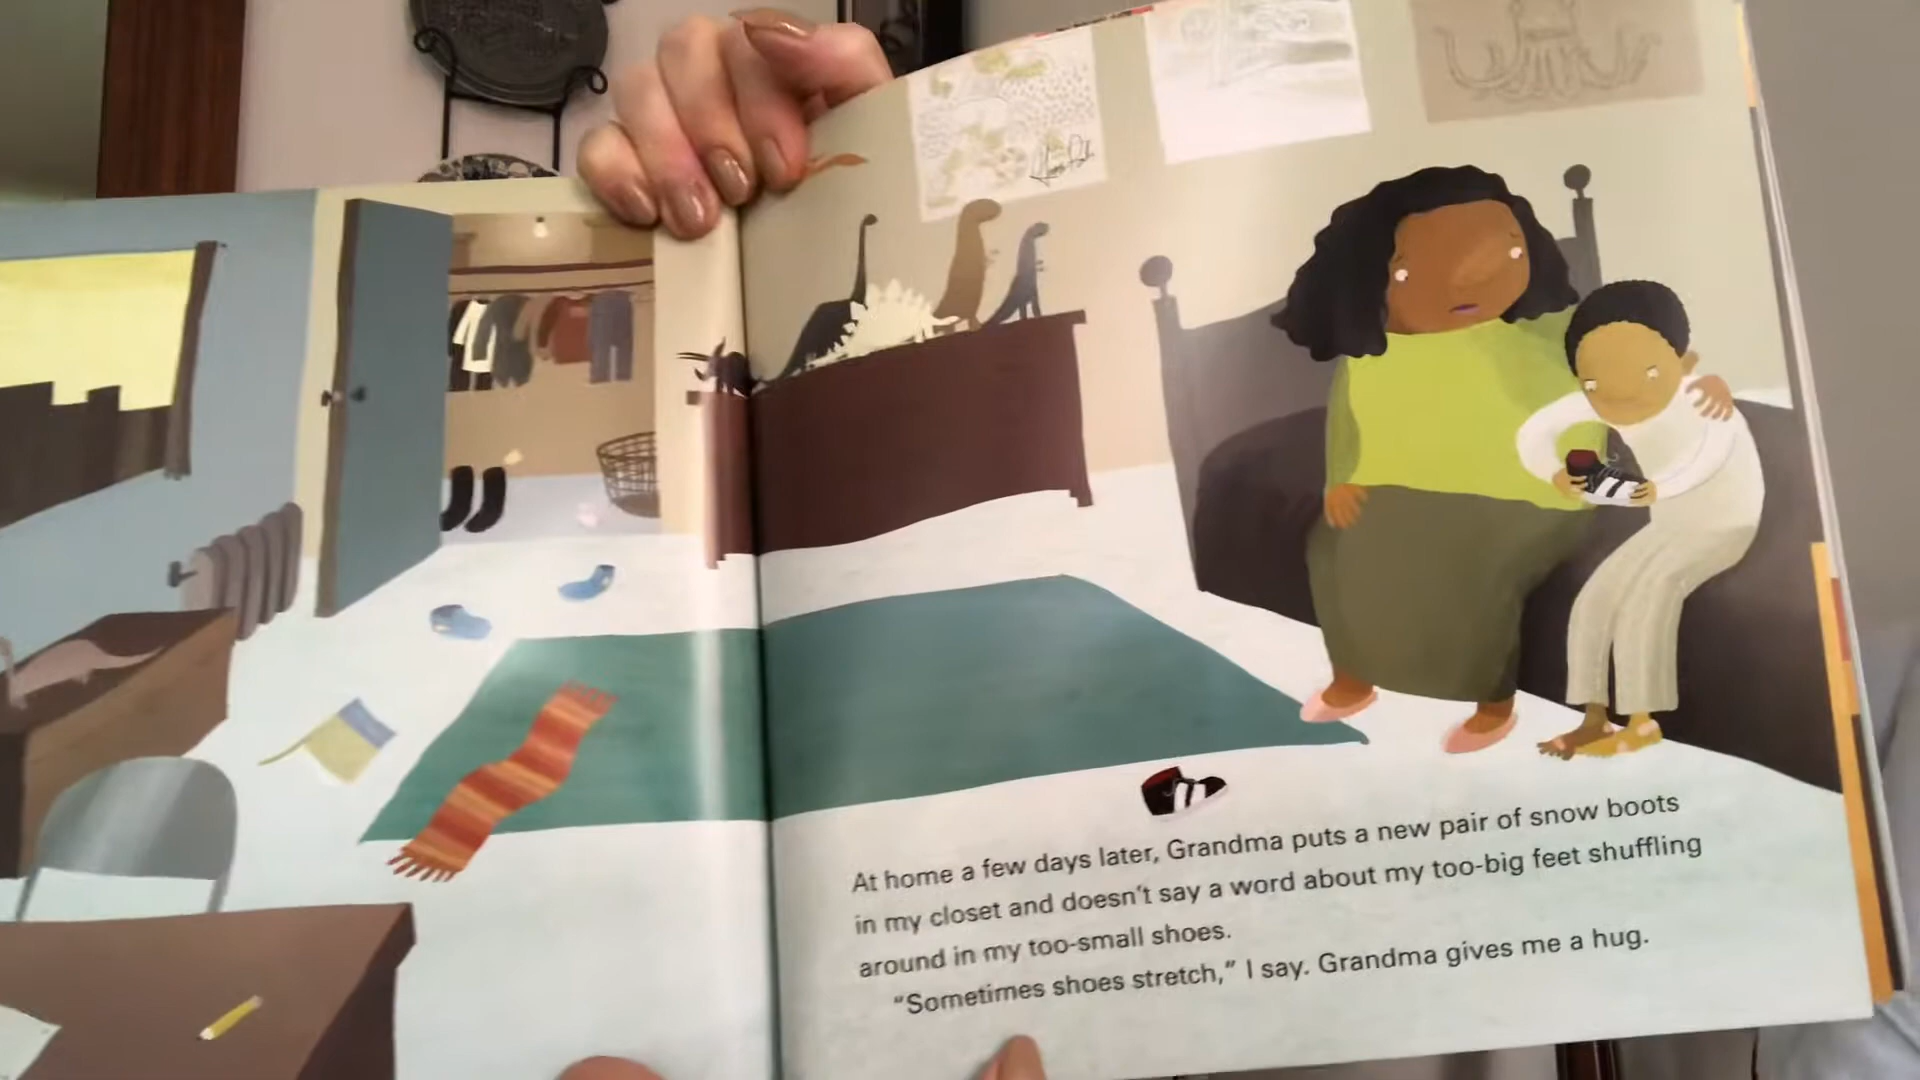 At home a few days later, Grandma puts a new pair of snow boots
in my closet and doesn't say a word about my too-big feet shuffling
around in my too-small shoes.
“Sometimes shoes stretch,” I say. Grandma gives me a hug.